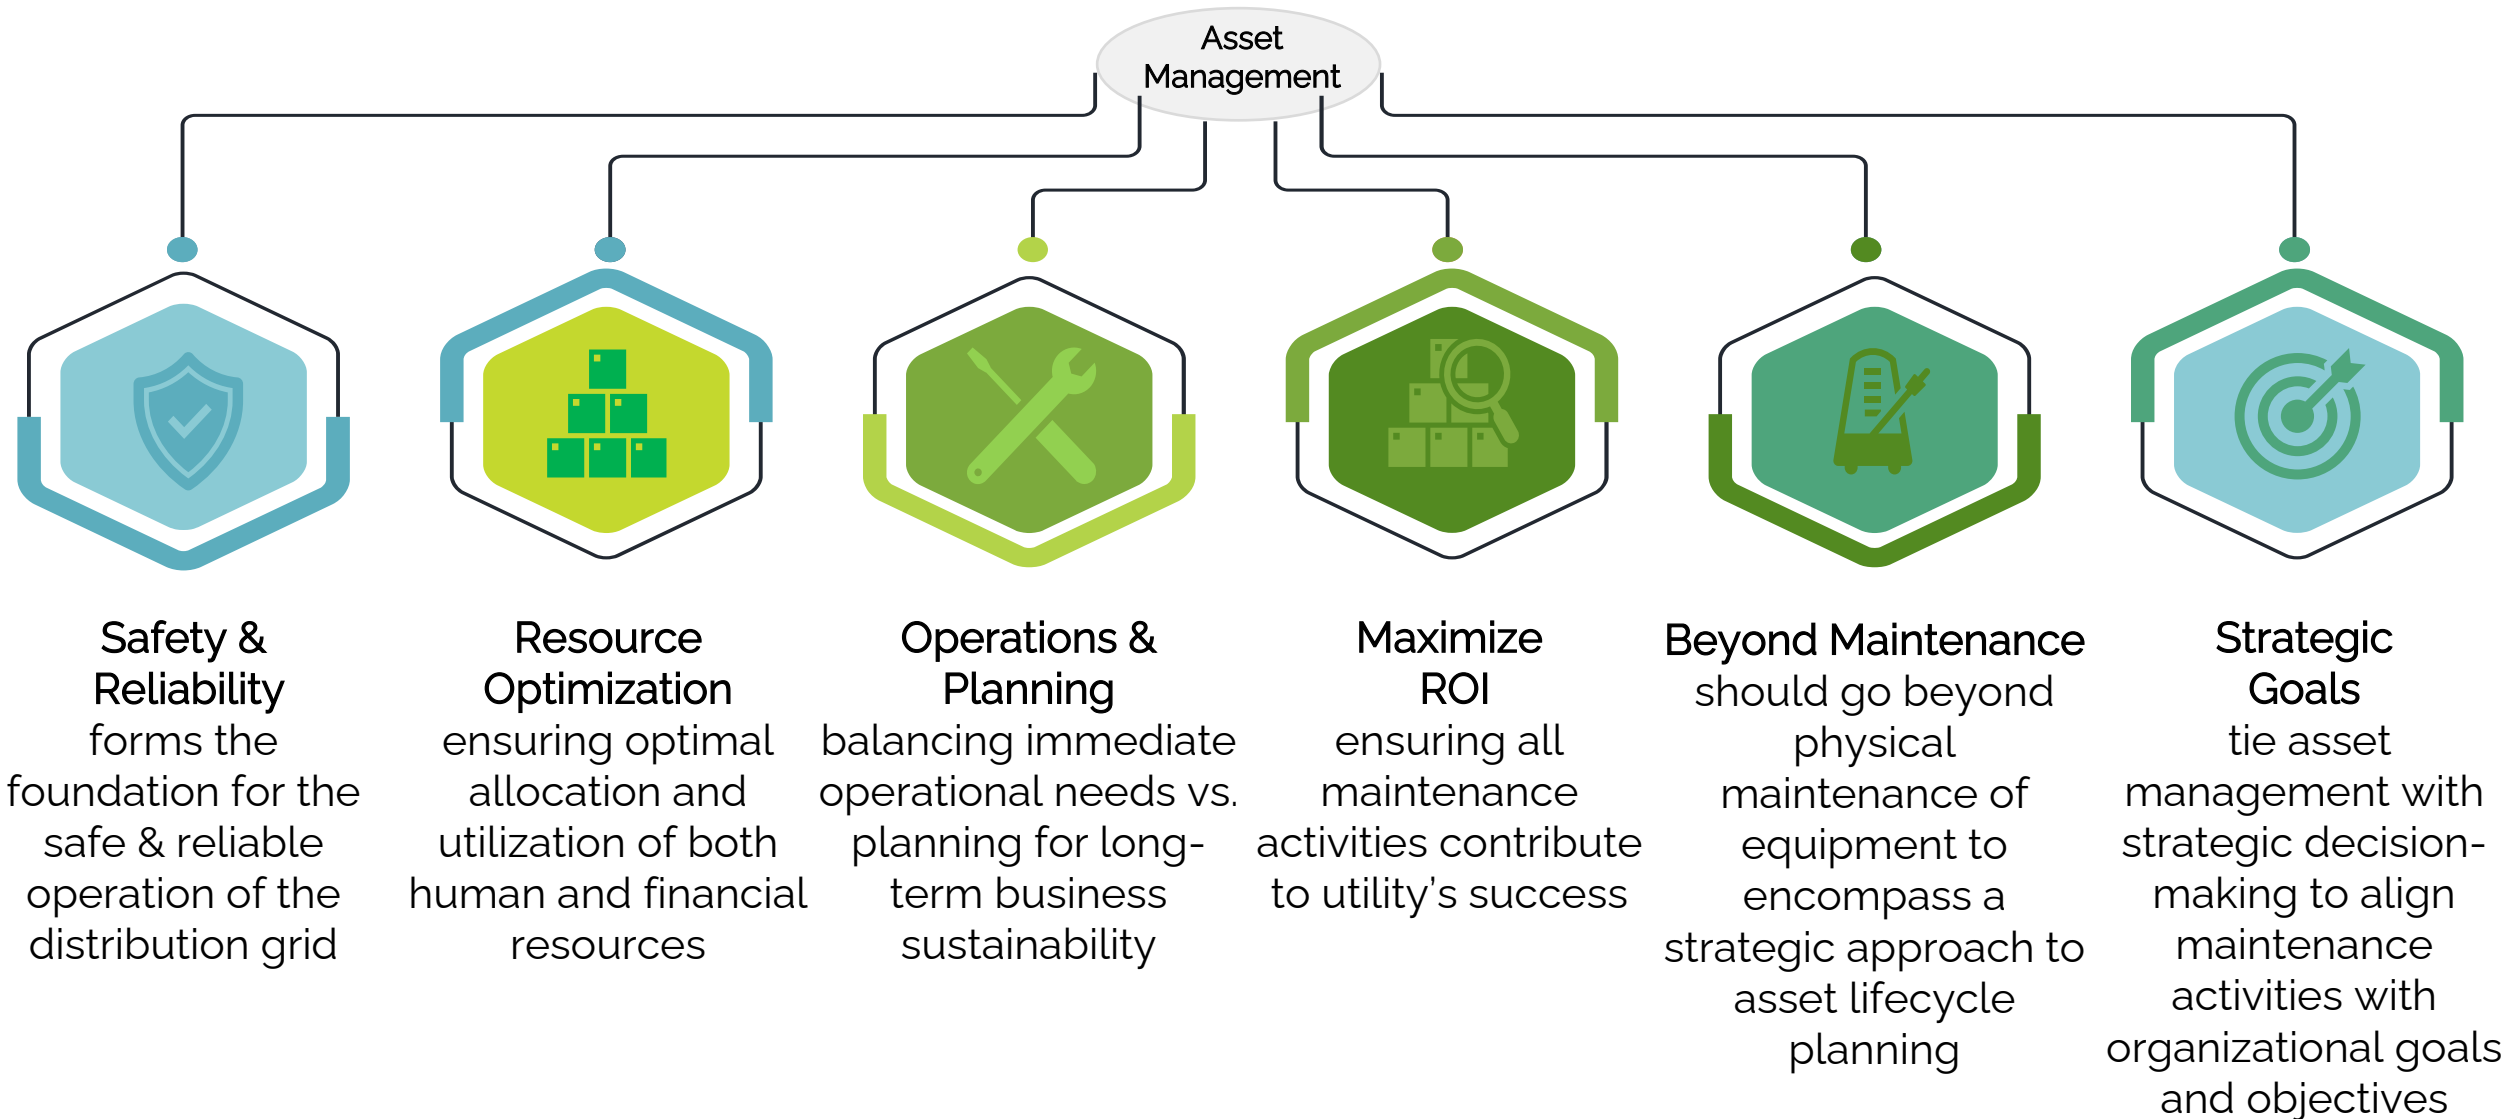 Asset
Management
Safety &
Reliability
forms the
foundation for the
safe & reliable
operation of the
distribution grid
Resource
Optimization
ensuring optimal
allocation and
utilization of both
human and financial
resources
Operations &
Planning
balancing immediate
operational needs vs.
planning for long-
term business
sustainability
Maximize
ROI
ensuring all
maintenance
activities contribute
to utility’s success
Beyond Maintenance
should go beyond
physical
maintenance of
equipment to
encompass a
strategic approach to
asset lifecycle
planning
Strategic
Goals
tie asset
management with
strategic decision-
making to align
maintenance
activities with
organizational goals
and objectives